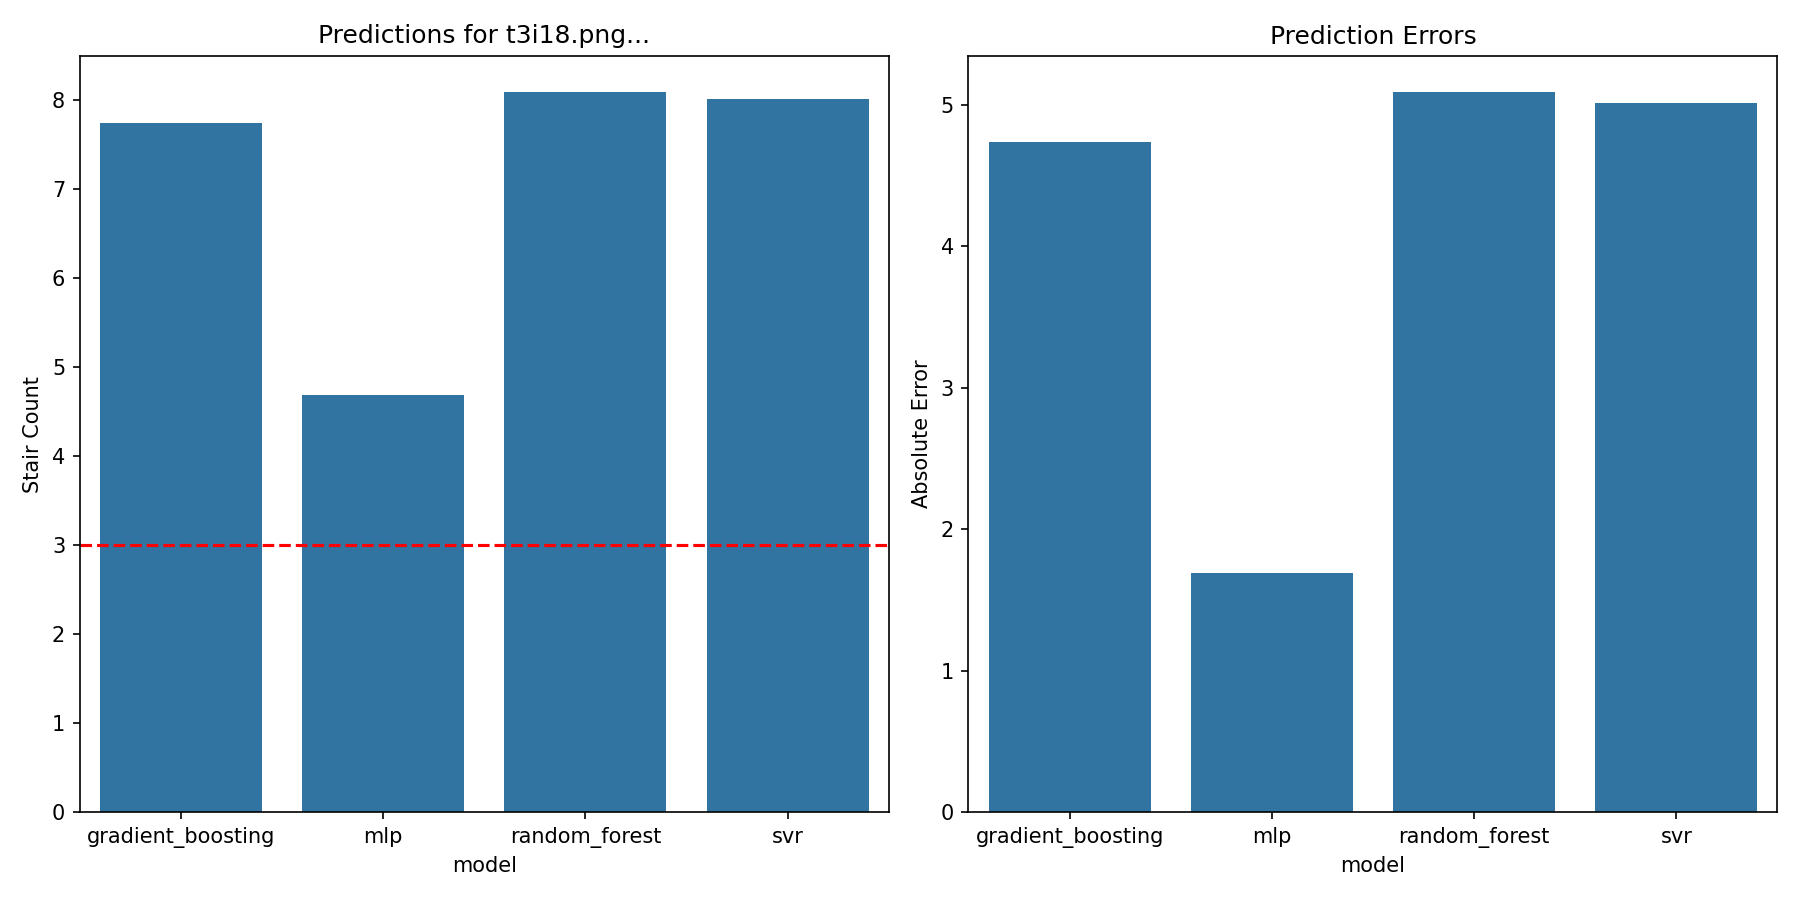 Predictions for t3i18.png...
8
7
6
5
4
3
2
1
0
Stair Count
gradient_boosting mlp random_forest svr
model
Prediction Errors
5
4
3
2
1
0
Absolute Error
gradient_boosting mlp random_forest svr
model